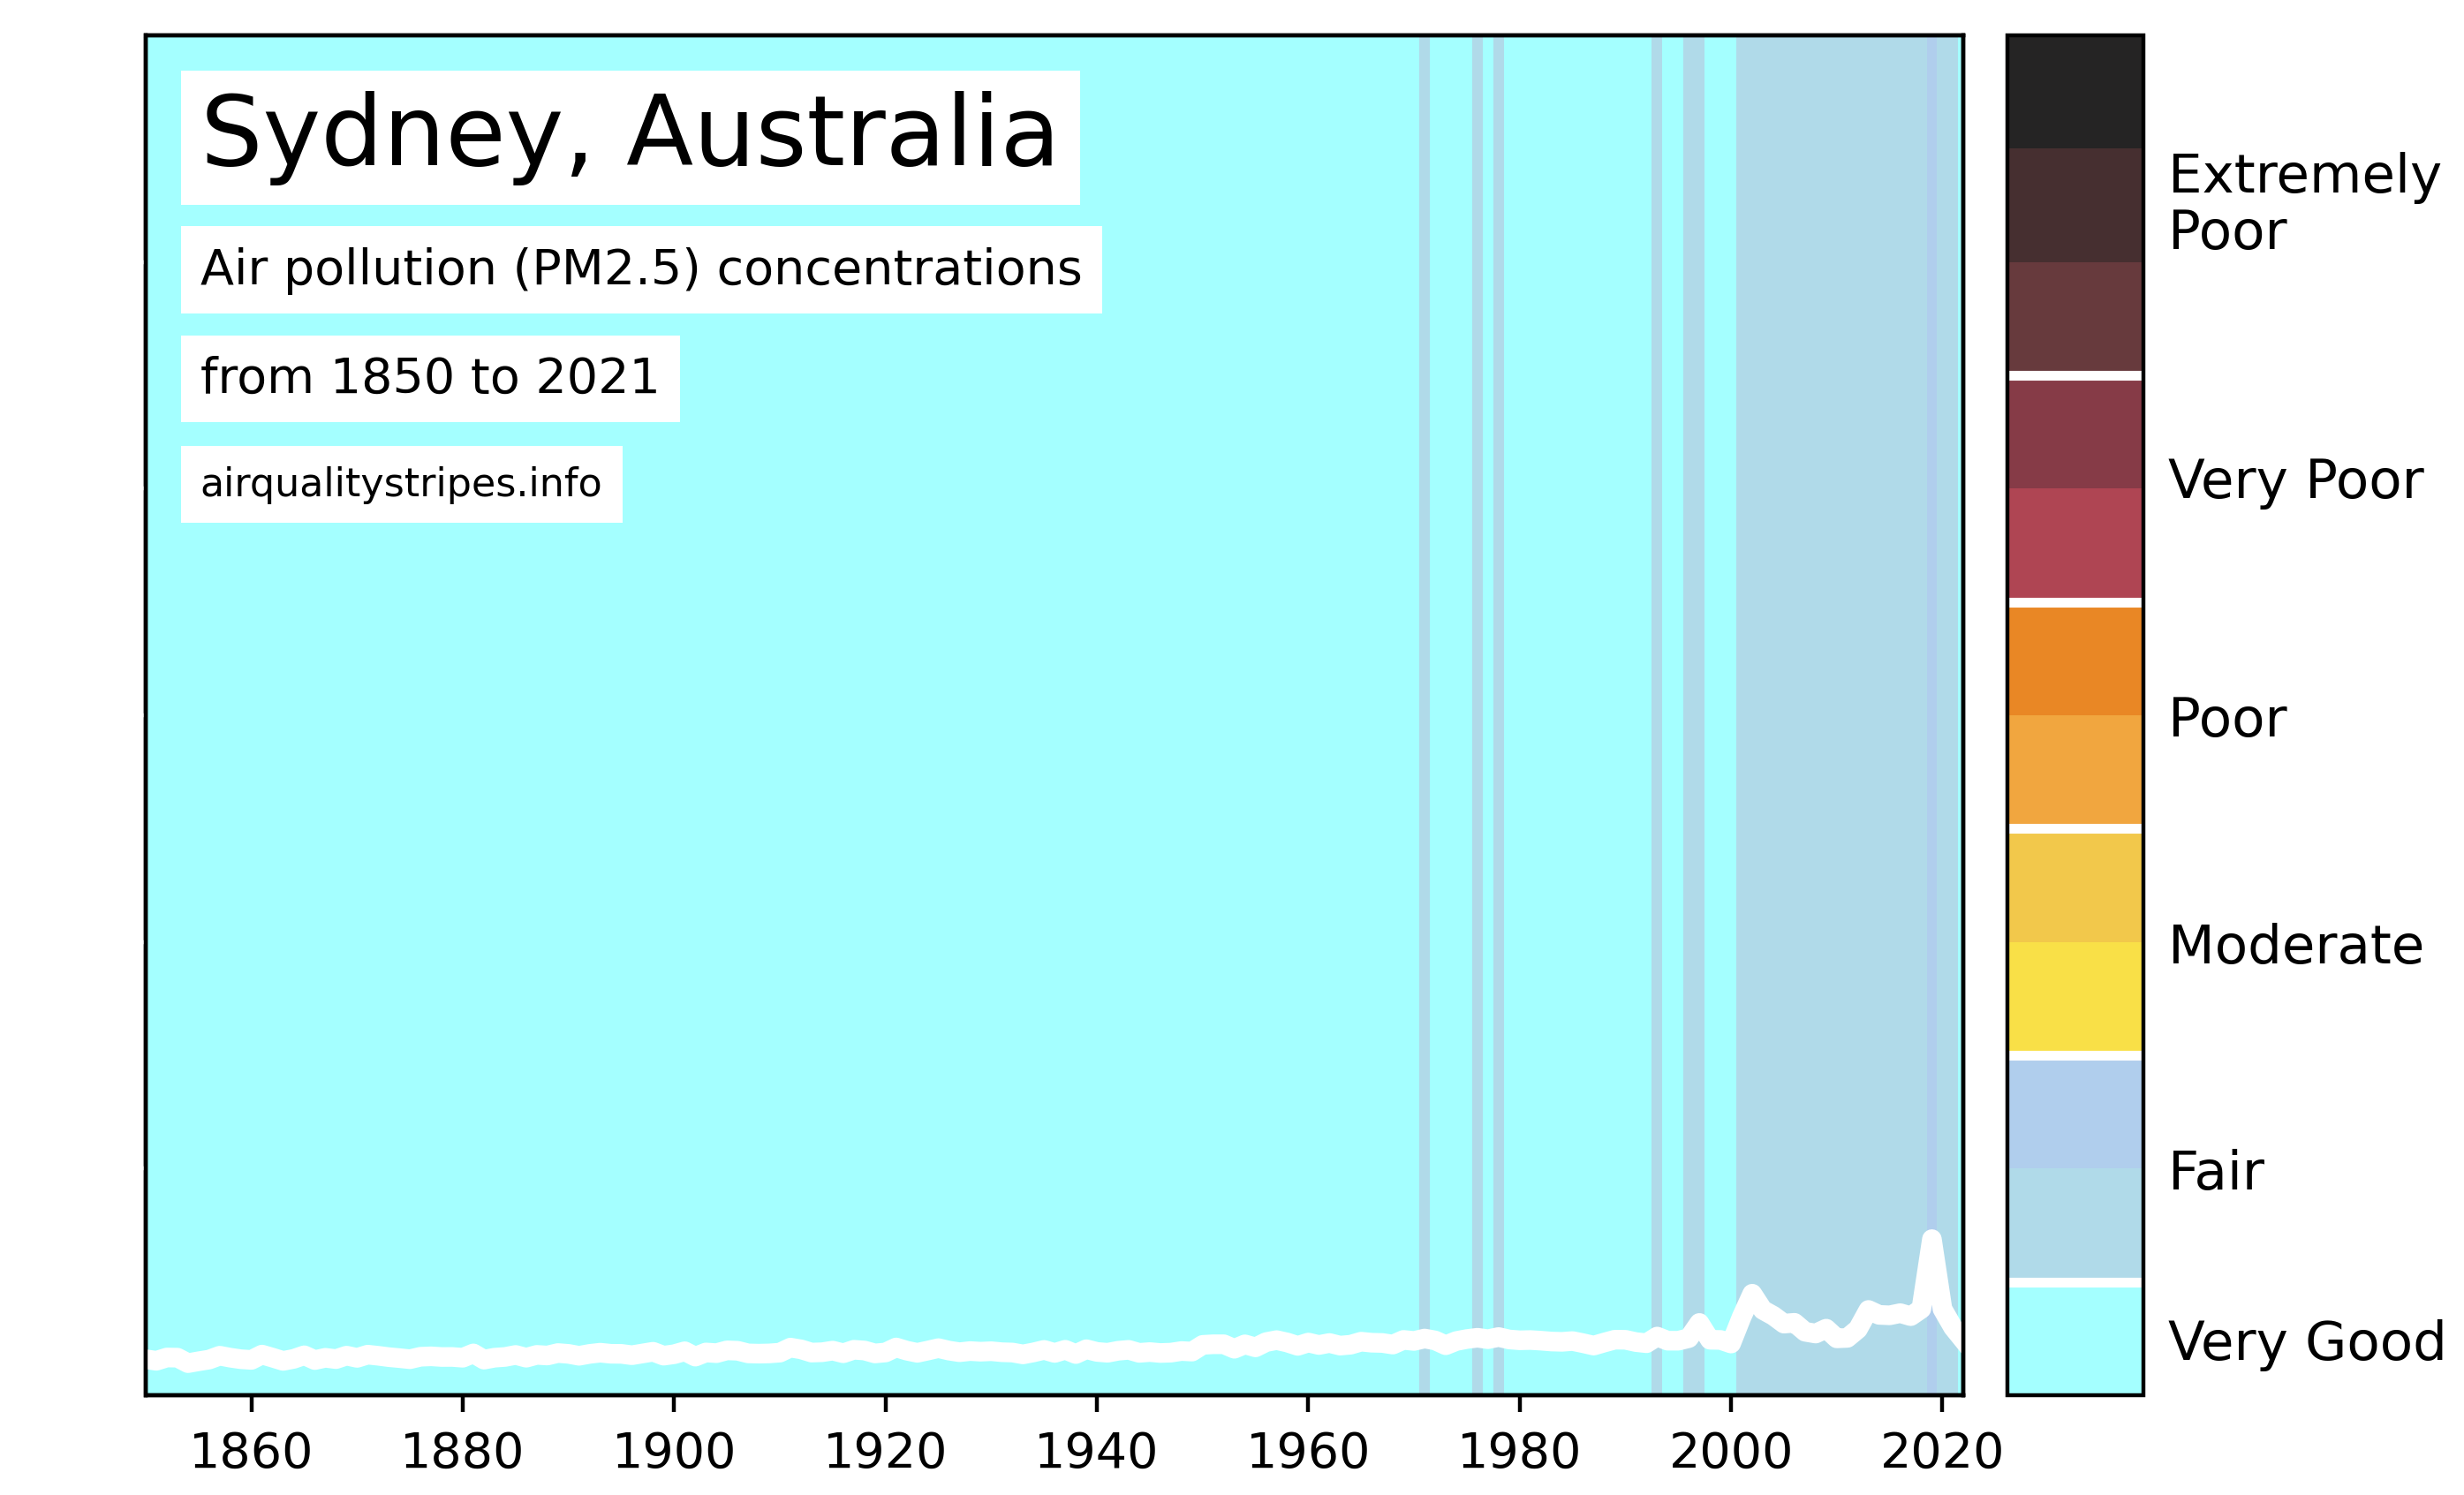 Sydney, Australia
Air pollution (PM2.5) concentrations
from 1850 to 2021
airqualitystripes.info
Extremely
Poor
Very Poor
Poor
Moderate
Fair
Very Good
1860 1880 1900 1920 1940 1960 1980 2000 2020